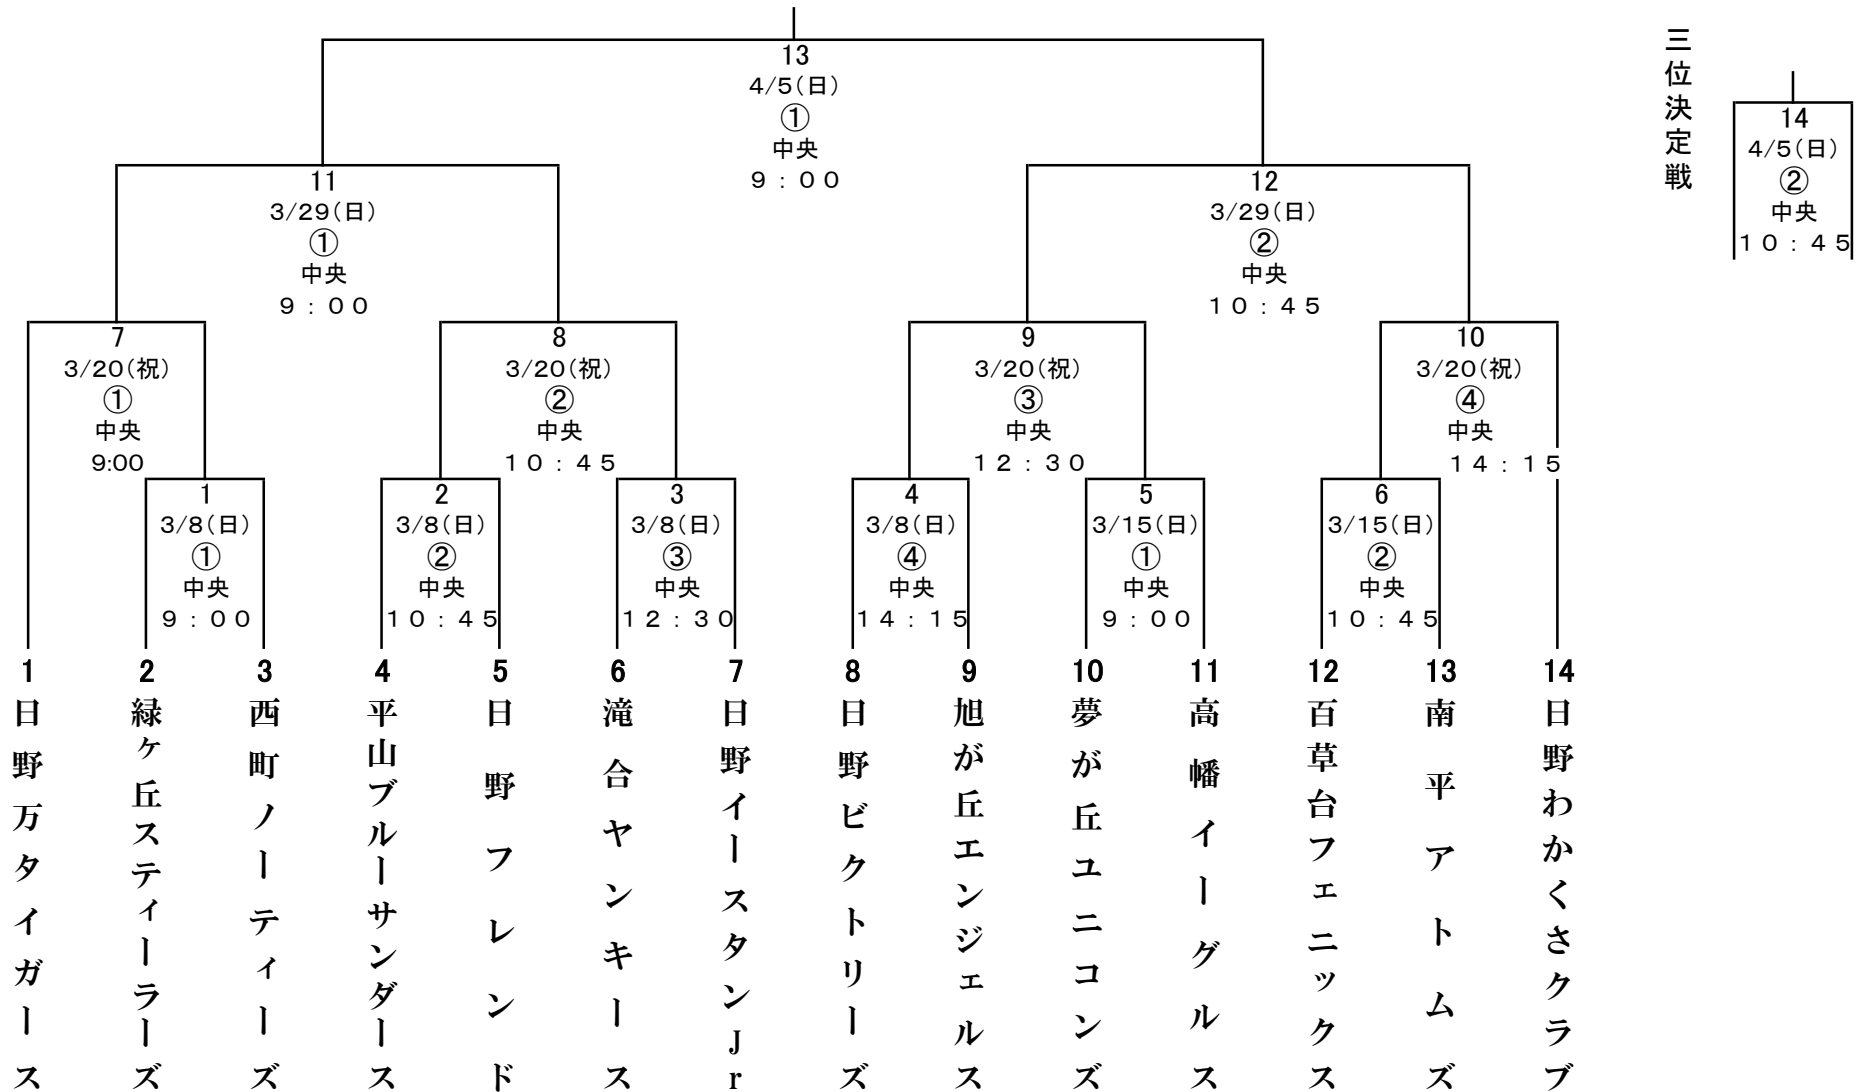 13
4/5(日)
①
中央
9：00
三位決定戦
14
4/5(日)
②
中央
10：45
11
3/29(日)
①
中央
9：00
12
3/29(日)
②
中央
10：45
7
3/20(祝)
①
中央
9:00
8
3/20(祝)
②
中央
10：45
9
3/20(祝)
③
中央
12：30
10
3/20(祝)
④
中央
14：15
1
3/8(日)
①
中央
9：00
2
3/8(日)
②
中央
10：45
3
3/8(日)
③
中央
12：30
4
3/8(日)
④
中央
14：15
5
3/15(日)
①
中央
9：00
6
3/15(日)
②
中央
10：45
1
日野万タイガース
2
緑ヶ丘スティーラーズ
3
西町ノーティーズ
4
平山ブルーサンダース
5
日野フレンド
6
滝合ヤンキース
7
日野イースタンJr
8
日野ビクトリーズ
9
旭が丘エンジェルス
10
夢が丘ユニコンズ
11
高幡イーグルス
12
百草台フェニックス
13
南平アトムズ
14
日野わかくさクラブ